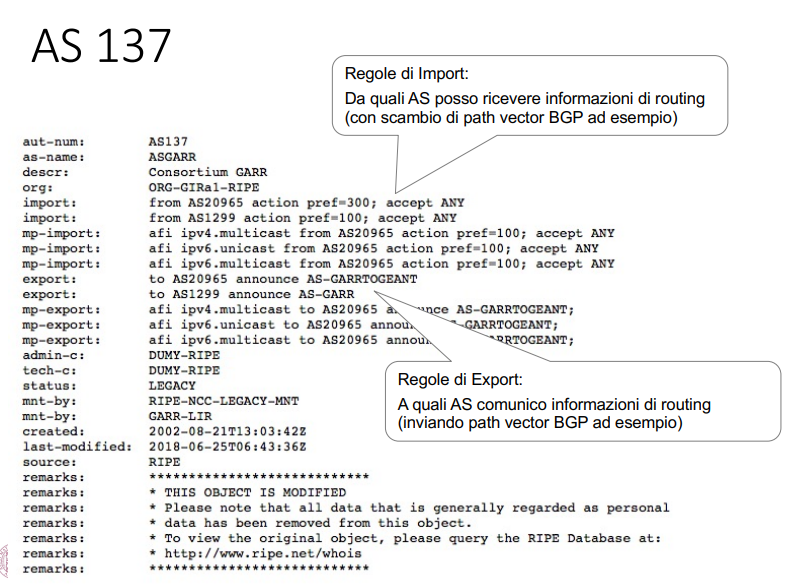 AS 137
Regole di Import:
Da quali AS posso ricevere informazioni di routing
(con scambio di path vector BGP ad esempio)
aut-num: AS137
as-name: ASGARR
descr: Consortium GARR
org: ORG-GIRa1-RIPE
import: from AS20965 action pref=300; accept ANY
import: from AS1299 action pref=100; accept ANY
mp-import: afi ipv4.multicast from AS20965 action pref=100; accept ANY
mp-import: afi ipv6.unicast from AS20965 action pref=100; accept ANY
mp-import: afi ipv6.multicast from AS20965 action pref=100; accept ANY
export: to AS20965 announce AS-GARRTOGEANT
export: to AS1299 announce AS-GARR
mp-export: afi ipv4.multicast to AS20965 a nce AS-GARRTOGEANT;
mp-export: afi ipv6.unicast to AS20965 annou -GARRTOGEANT;
mp-export: afi ipv6.multicast to AS20965 annou RRTOGEANT;
admin-c: DUMY-RIPE
tech-c: DUMY-RIPE
status: LEGACY
mnt-by: RIPE-NCC-LEGACY-MNT
mnt-by: GARR-LIR
created: 2002-08-21T13:03:42Z
last-modified: 2018-06-25T06:43:36Z
source: RIPE
remarks: ****************************
remarks: * THIS OBJECT IS MODIFIED
remarks: * Please note that all data that is generally regarded as personal
remarks: * data has been removed from this object.
remarks: * To view the original object, please query the RIPE Database at:
remarks: * http://www.ripe.net/whois
remarks: ****************************
Regole di Export:
A quali AS comunico informazioni di routing
(inviando path vector BGP ad esempio)